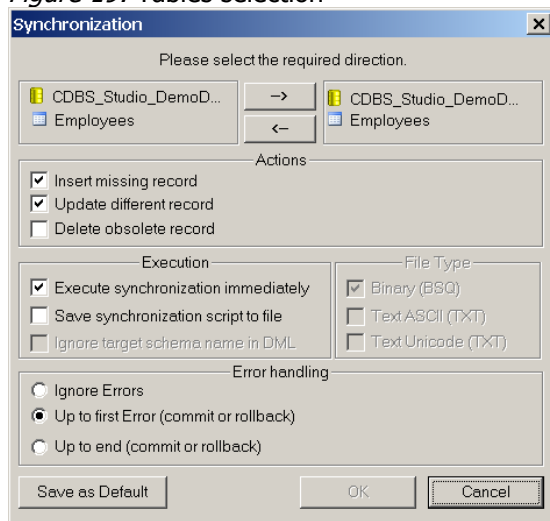 Figure 197 Tables selection
Synchronization
Please select the required direction.
CDBS_Studio_DemoD... --> CDBS_Studio_DemoD...
Employees <-- Employees
Actions
Insert missing record
Update different record
Delete obsolete record
Execution File Type
Execute synchronization immediately Binary (BSQ)
Save synchronization script to file Text ASCII (TXT)
Ignore target schema name in DML Text Unicode (TXT)
Error handling
Ignore Errors
Up to first Error (commit or rollback)
Up to end (commit or rollback)
Save as Default OK Cancel